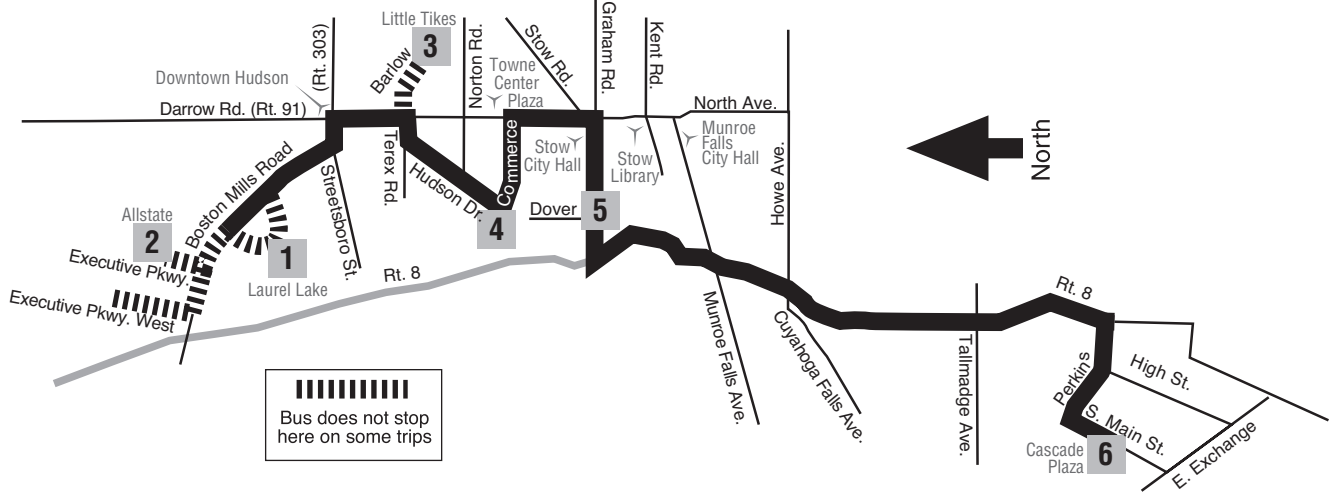 Little Tikes
3
(Rt. 303)
Barlow
Norton Rd.
Stow Rd.
Graham Rd.
Kent Rd.
Downtown Hudson
Towne
Center
Plaza
Darrow Rd. (Rt. 91)
North Ave.
Munroe
Falls
City Hall
Stow
City Hall
Stow
Library
Commerce
Terex Rd.
Hudson Dr.
Howe Ave.
North
Boston Mills Road
Streetsboro St.
Allstate
2
Executive Pkwy.
1
Laurel Lake
4
Dover
5
Rt. 8
Executive Pkwy. West
Rt. 8
Munroe Falls Ave.
Cuyahoga Falls Ave.
Tallmadge Ave.
Perkins
High St.
S. Main St.
E. Exchange
Cascade
Plaza
6
Bus does not stop
here on some trips